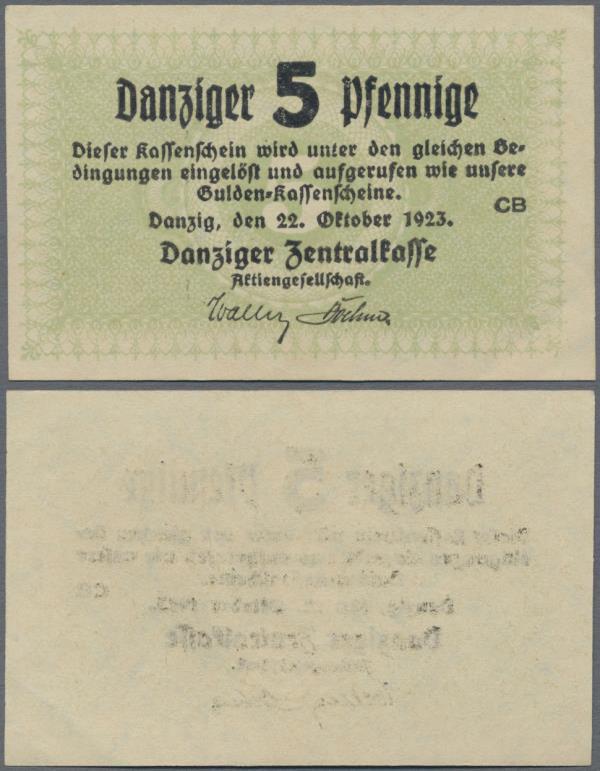 Danziger 5 Pfennige
Dieser Kassenschein wird unter den gleichen Be-
dingungen eingelöst und aufgerufen wie unsere
Gulden-Kassenscheine.
CB
Danzig, den 22. Oktober 1923.
Danziger Zentralkasse
Aktiengesellschaft.